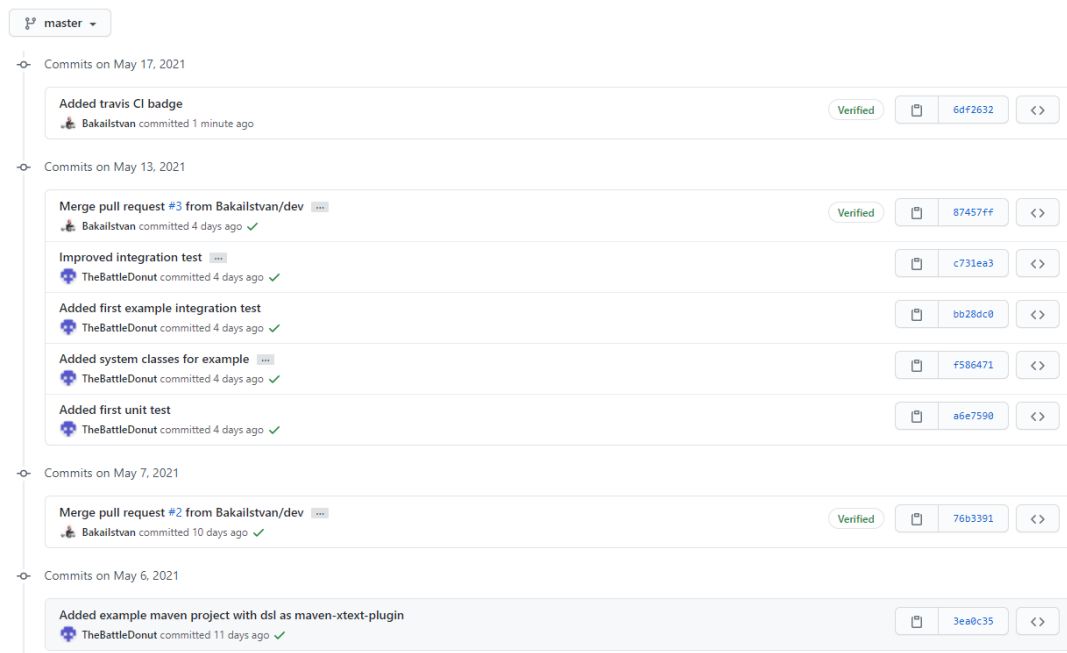 master
Commits on May 17, 2021
Added travis CI badge
Verified
6df2632
BakaiIstvan committed 1 minute ago
Commits on May 13, 2021
Merge pull request #3 from BakaiIstvan/dev ...
Verified
87457ff
BakaiIstvan committed 4 days ago
Improved integration test ...
c731ea3
TheBattleDonut committed 4 days ago
Added first example integration test
bb28dc0
TheBattleDonut committed 4 days ago
Added system classes for example ...
f586471
TheBattleDonut committed 4 days ago
Added first unit test
a6e7590
TheBattleDonut committed 4 days ago
Commits on May 7, 2021
Merge pull request #2 from BakaiIstvan/dev ...
Verified
76b3391
BakaiIstvan committed 10 days ago
Commits on May 6, 2021
Added example maven project with dsl as maven-xtext-plugin
3ea0c35
TheBattleDonut committed 11 days ago